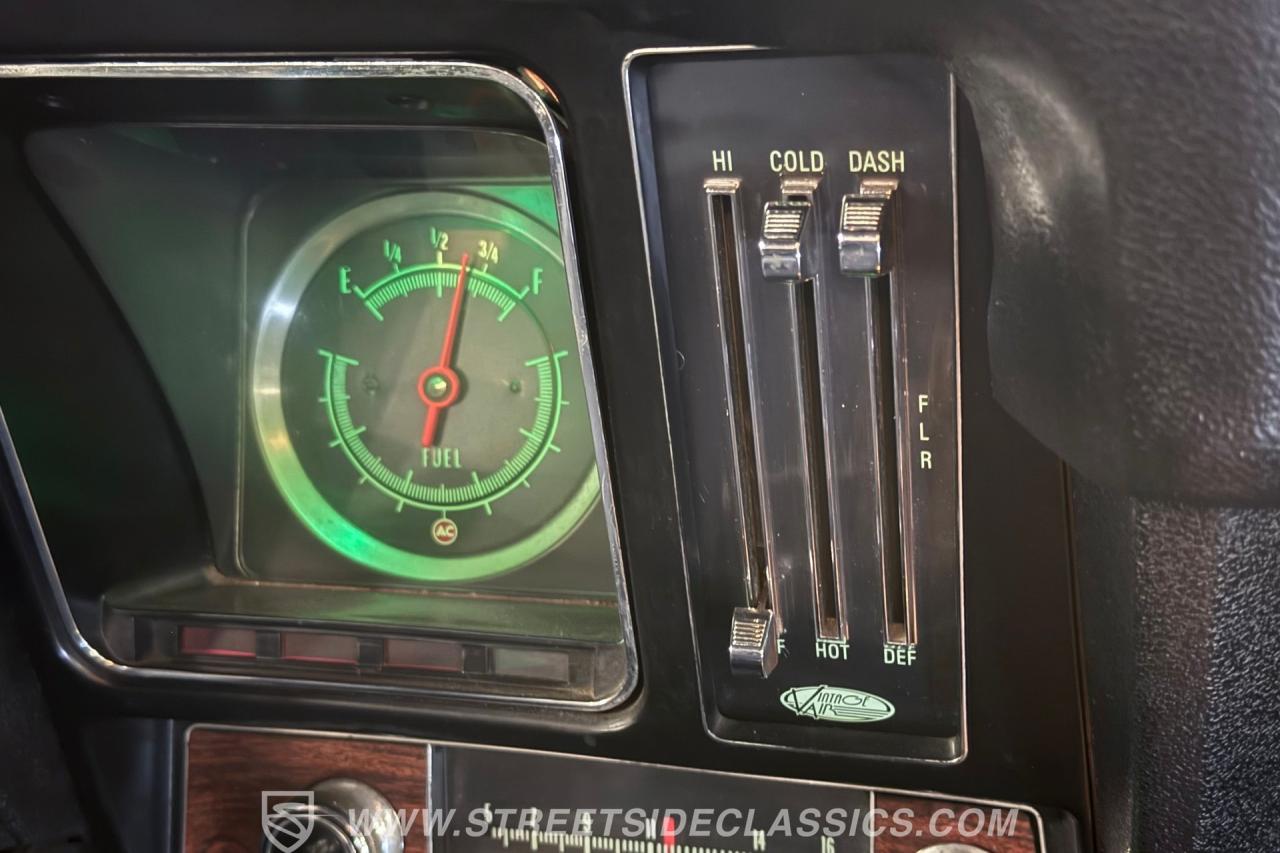 HI COLD DASH
1/4 1/2 3/4
E F
FUEL
AC
F
L
R
F HOT DEF
VINTAGE
AIR
14
16
WWW.STREETSIDECLASSICS.COM